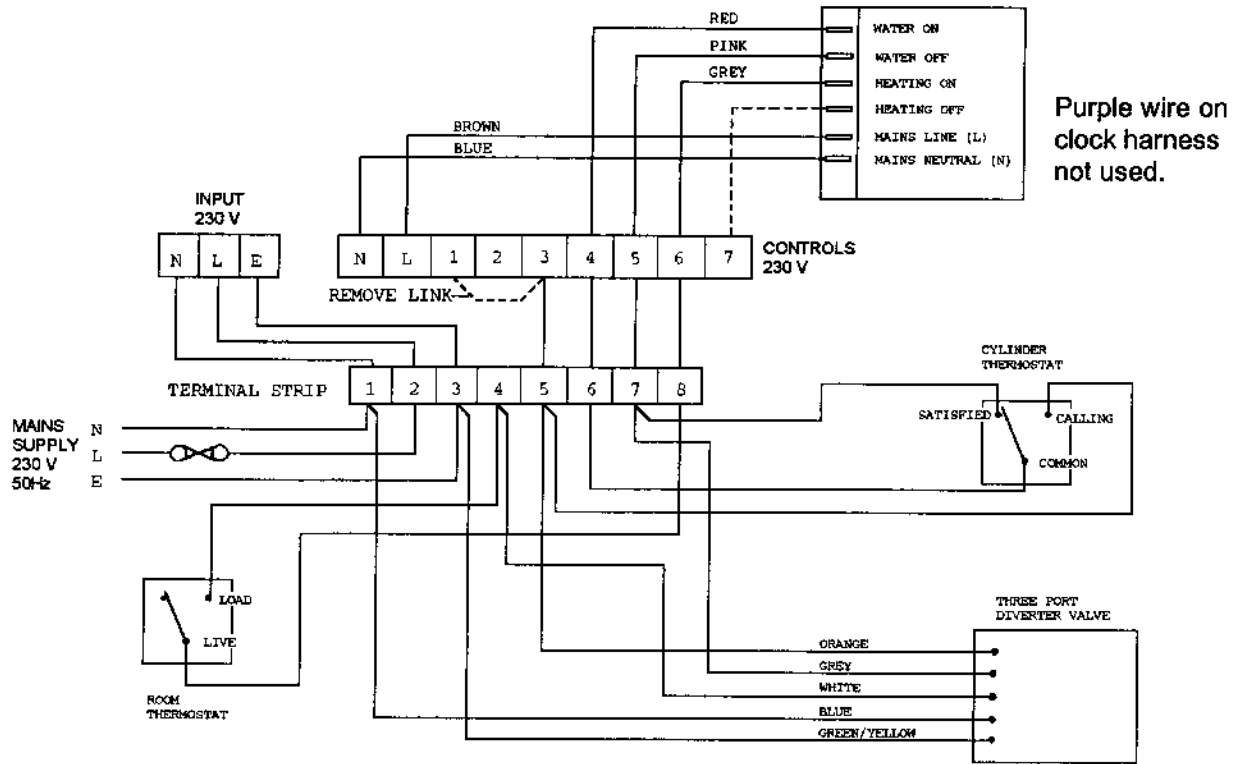 RED
WATER ON
PINK
WATER OFF
GREY
HEATING ON
HEATING OFF
BROWN
MAINS LINE (L)
BLUE
MAINS NEUTRAL (N)
Purple wire on
clock harness
not used.
INPUT
230 V
N L E
N L 1 2 3 4 5 6 7
CONTROLS
230 V
REMOVE LINK
TERMINAL STRIP
1 2 3 4 5 6 7 8
MAINS
SUPPLY
230 V
50Hz
N
L
E
CYLINDER
THERMOSTAT
SATISFIED
CALLING
COMMON
LOAD
LIVE
ROOM
THERMOSTAT
THREE PORT
DIVERTER VALVE
ORANGE
GREY
WHITE
BLUE
GREEN/YELLOW